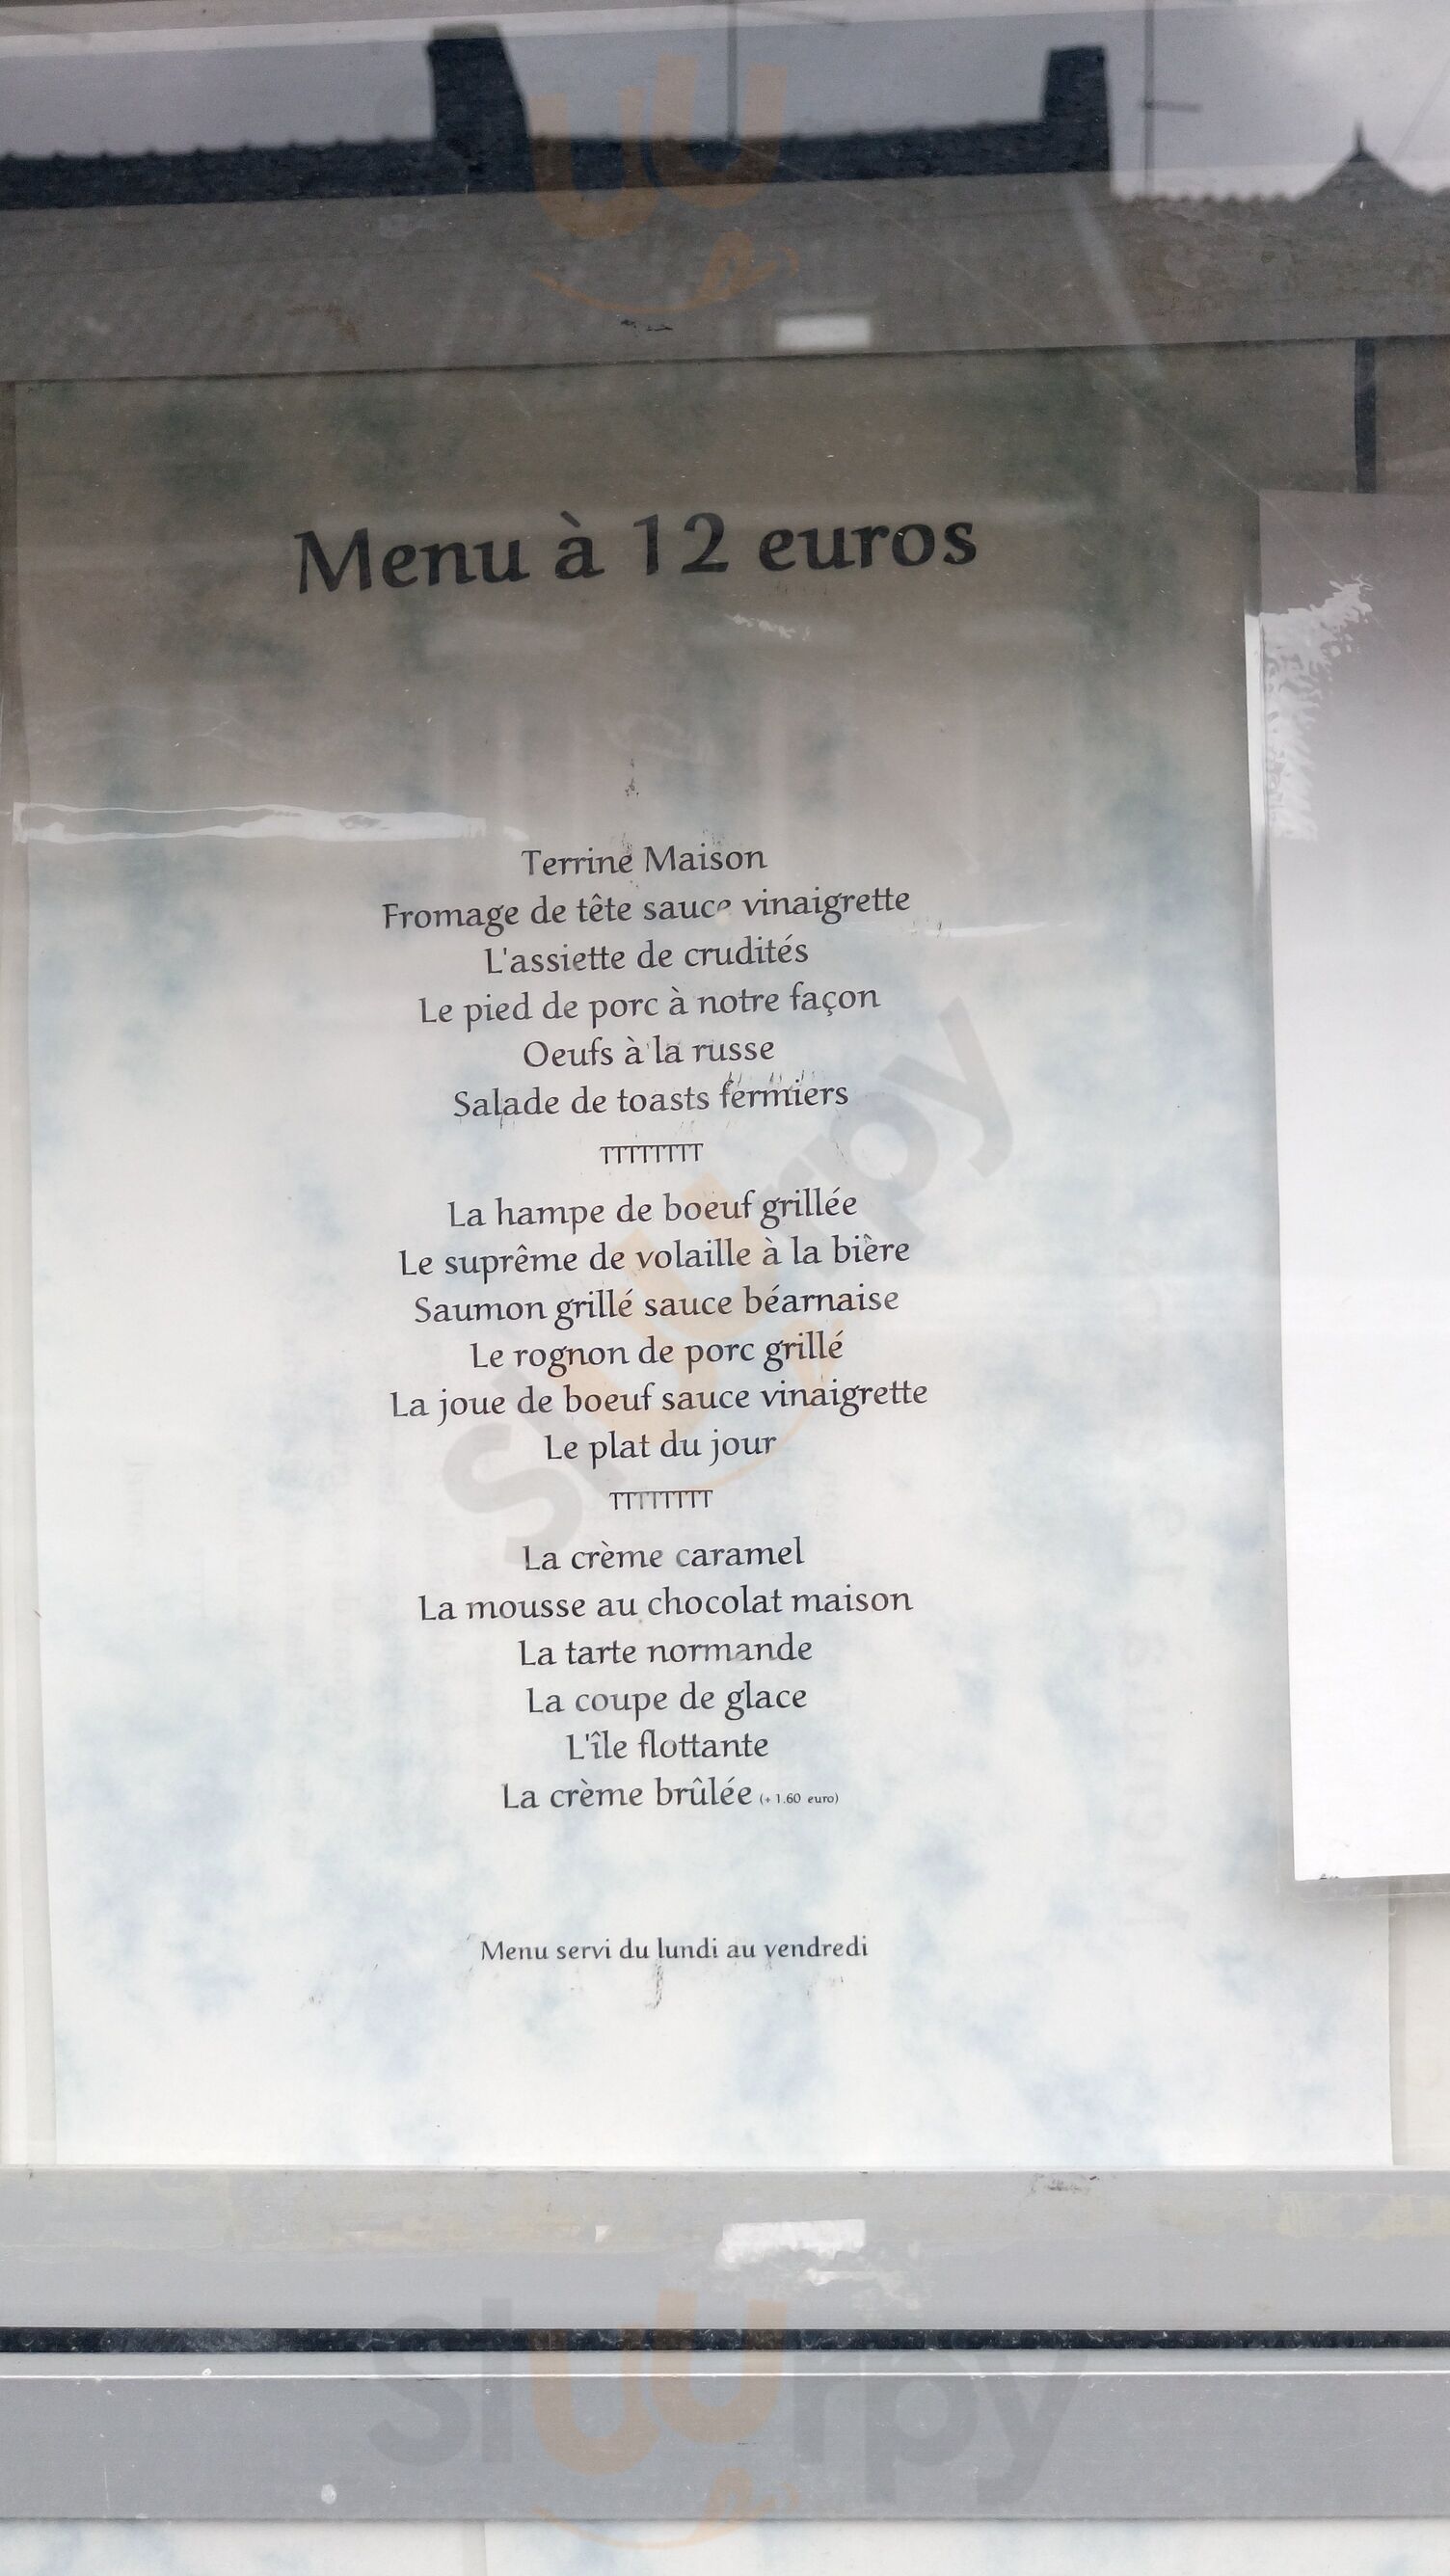 Menu à 12 euros
Terrine Maison
Fromage de tête sauce vinaigrette
L'assiette de crudités
Le pied de porc à notre façon
Oeufs à la russe
Salade de toasts fermiers
TTTTTTTTT
La hampe de boeuf grillée
Le suprême de volaille à la bière
Saumon grillé sauce béarnaise
Le rognon de porc grillé
La joue de boeuf sauce vinaigrette
Le plat du jour
TTTTTTTTT
La crème caramel
La mousse au chocolat maison
La tarte normande
La coupe de glace
L'île flottante
La crème brûlée (+ 1.60 euro)
Menu servi du lundi au vendredi
sluurpy
sluurpy